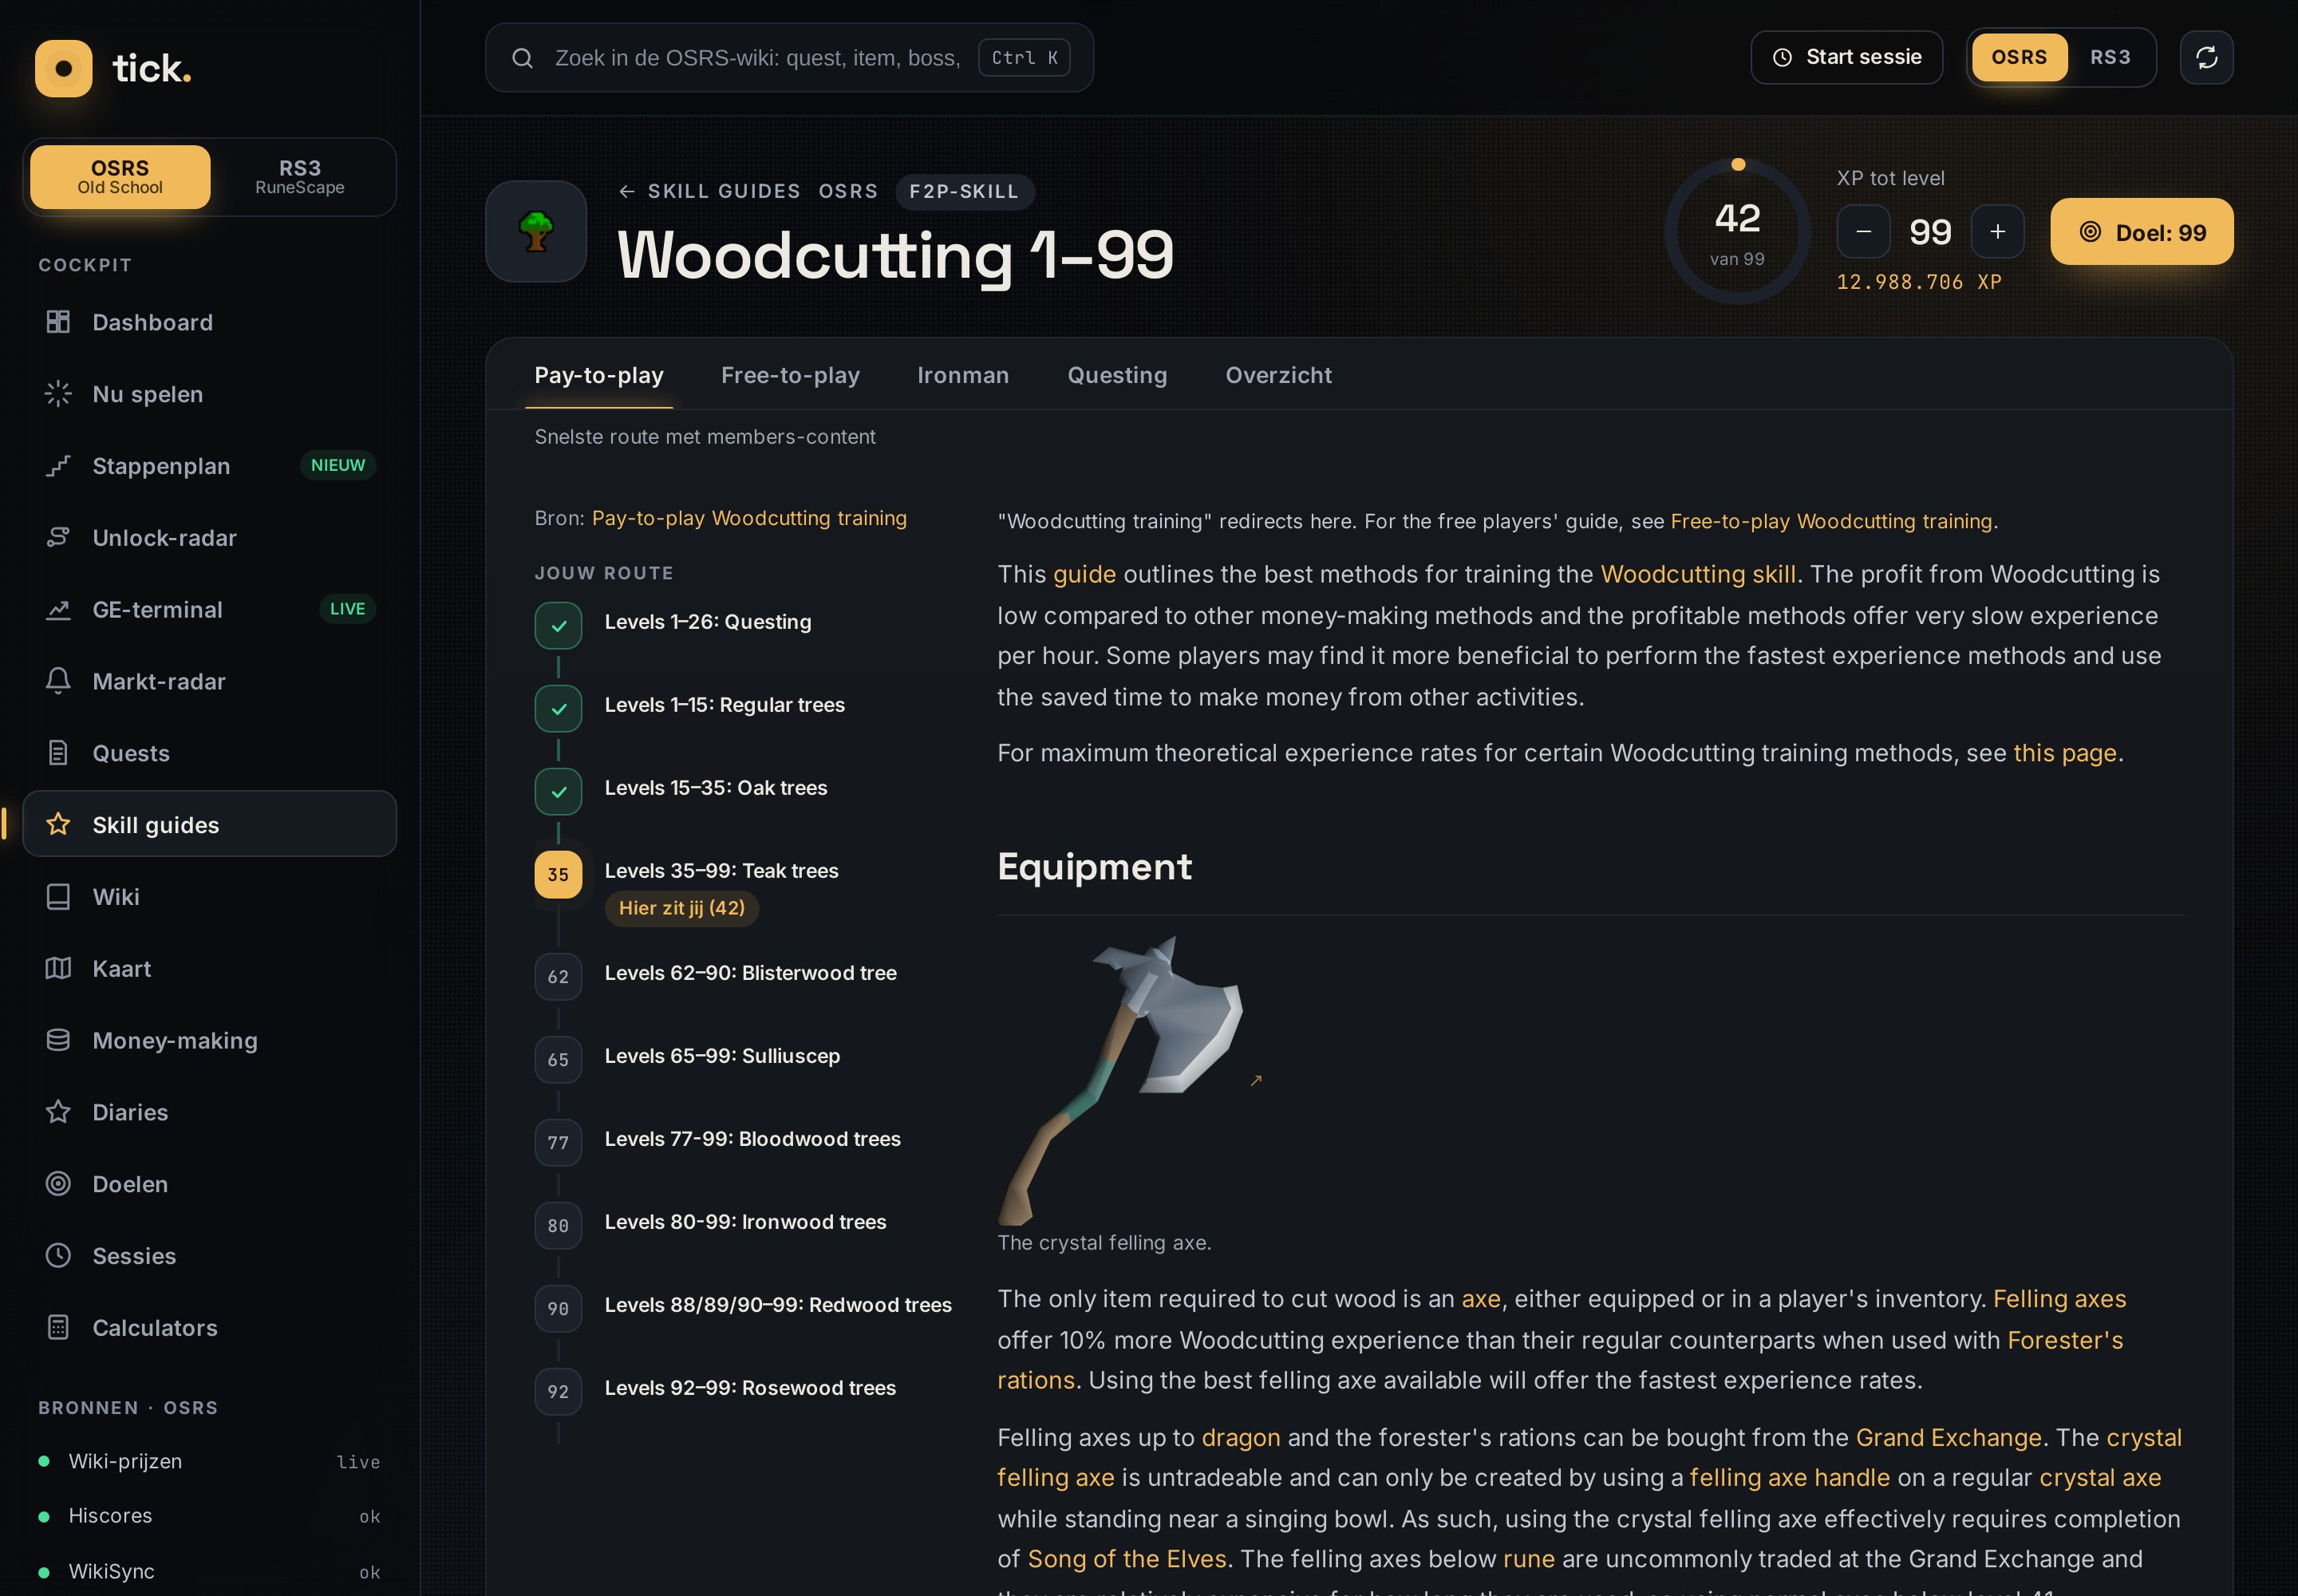 tick.
OSRS
Old School
RS3
RuneScape
COCKPIT
Dashboard
Nu spelen
Stappenplan NIEUW
Unlock-radar
GE-terminal LIVE
Markt-radar
Quests
Skill guides
Wiki
Kaart
Money-making
Diaries
Doelen
Sessies
Calculators
BRONNEN · OSRS
Wiki-prijzen live
Hiscores ok
WikiSync ok
Zoek in de OSRS-wiki: quest, item, boss, Ctrl K
Start sessie
OSRS RS3
← SKILL GUIDES OSRS F2P-SKILL
Woodcutting 1–99
42
van 99
XP tot level
− 99 +
12.988.706 XP
Doel: 99
Pay-to-play Free-to-play Ironman Questing Overzicht
Snelste route met members-content
Bron: Pay-to-play Woodcutting training
JOUW ROUTE
Levels 1–26: Questing
Levels 1–15: Regular trees
Levels 15–35: Oak trees
35 Levels 35–99: Teak trees
Hier zit jij (42)
62 Levels 62–90: Blisterwood tree
65 Levels 65–99: Sulliuscep
77 Levels 77-99: Bloodwood trees
80 Levels 80-99: Ironwood trees
90 Levels 88/89/90–99: Redwood trees
92 Levels 92–99: Rosewood trees
"Woodcutting training" redirects here. For the free players' guide, see Free-to-play Woodcutting training.
This guide outlines the best methods for training the Woodcutting skill. The profit from Woodcutting is
low compared to other money-making methods and the profitable methods offer very slow experience
per hour. Some players may find it more beneficial to perform the fastest experience methods and use
the saved time to make money from other activities.
For maximum theoretical experience rates for certain Woodcutting training methods, see this page.
Equipment
↗
The crystal felling axe.
The only item required to cut wood is an axe, either equipped or in a player's inventory. Felling axes
offer 10% more Woodcutting experience than their regular counterparts when used with Forester's
rations. Using the best felling axe available will offer the fastest experience rates.
Felling axes up to dragon and the forester's rations can be bought from the Grand Exchange. The crystal
felling axe is untradeable and can only be created by using a felling axe handle on a regular crystal axe
while standing near a singing bowl. As such, using the crystal felling axe effectively requires completion
of Song of the Elves. The felling axes below rune are uncommonly traded at the Grand Exchange and